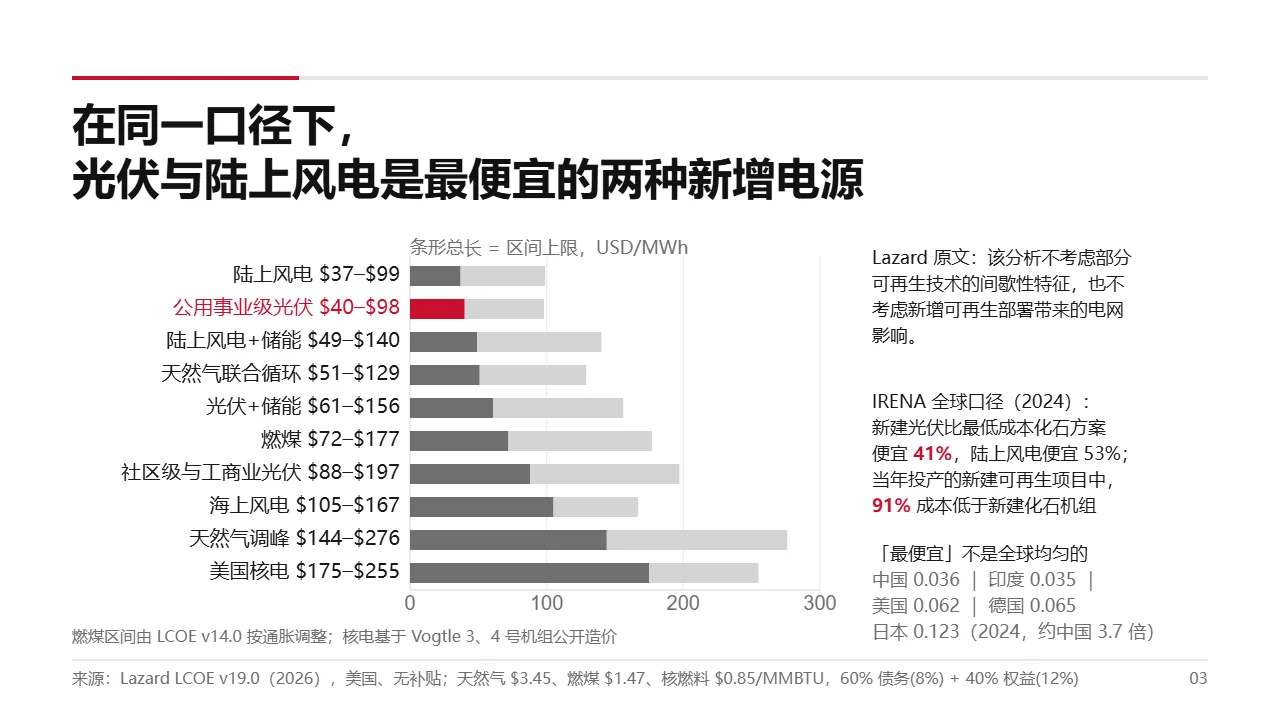 在同一口径下，
光伏与陆上风电是最便宜的两种新增电源
条形总长 = 区间上限，USD/MWh
陆上风电 $37–$99
公用事业级光伏 $40–$98
陆上风电+储能 $49–$140
天然气联合循环 $51–$129
光伏+储能 $61–$156
燃煤 $72–$177
社区级与工商业光伏 $88–$197
海上风电 $105–$167
天然气调峰 $144–$276
美国核电 $175–$255
0 100 200 300
燃煤区间由 LCOE v14.0 按通胀调整；核电基于 Vogtle 3、4 号机组公开造价
Lazard 原文：该分析不考虑部分
可再生技术的间歇性特征，也不
考虑新增可再生部署带来的电网
影响。
IRENA 全球口径（2024）：
新建光伏比最低成本化石方案
便宜 41%，陆上风电便宜 53%；
当年投产的新建可再生项目中，
91% 成本低于新建化石机组
「最便宜」不是全球均匀的
中国 0.036 ｜ 印度 0.035 ｜
美国 0.062 ｜ 德国 0.065
日本 0.123（2024，约中国 3.7 倍）
来源：Lazard LCOE v19.0（2026），美国、无补贴；天然气 $3.45、燃煤 $1.47、核燃料 $0.85/MMBTU，60% 债务(8%) + 40% 权益(12%)
03